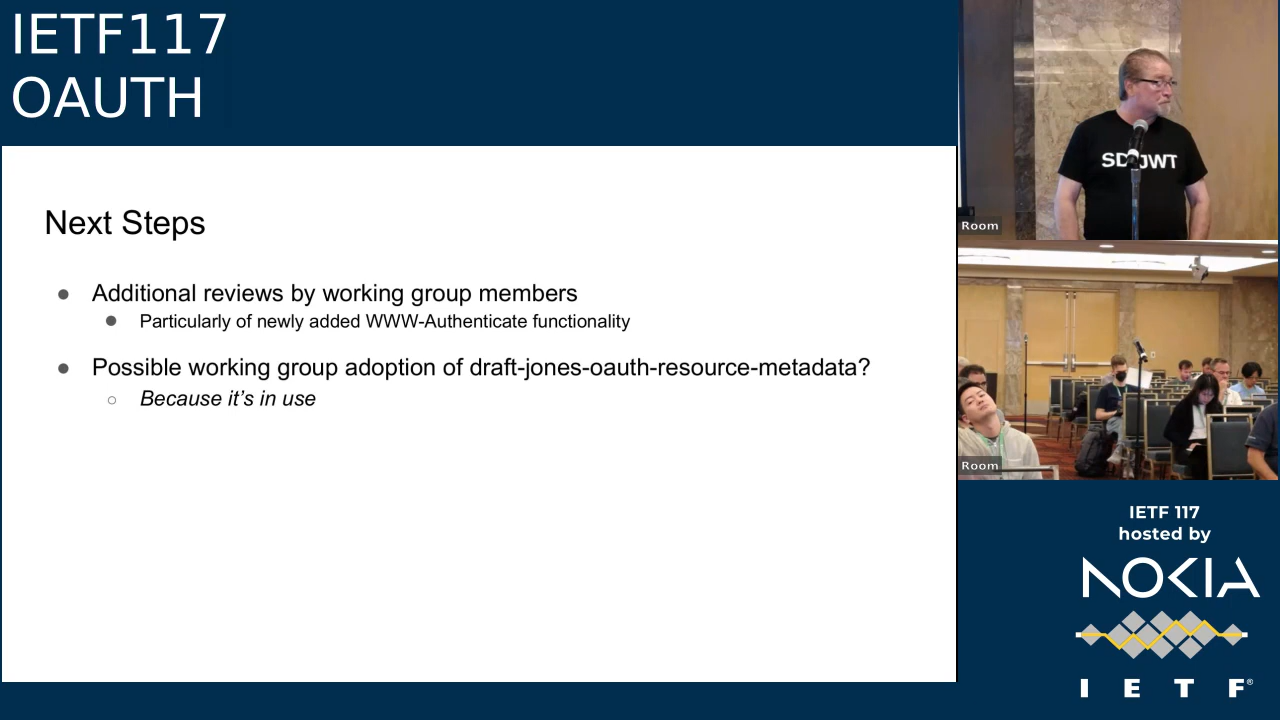 IETF117
OAUTH
Next Steps
Additional reviews by working group members
Particularly of newly added WWW-Authenticate functionality
Possible working group adoption of draft-jones-oauth-resource-metadata?
Because it’s in use
SD JWT
Room
Room
IETF 117
hosted by
NOKIA
I E T F®